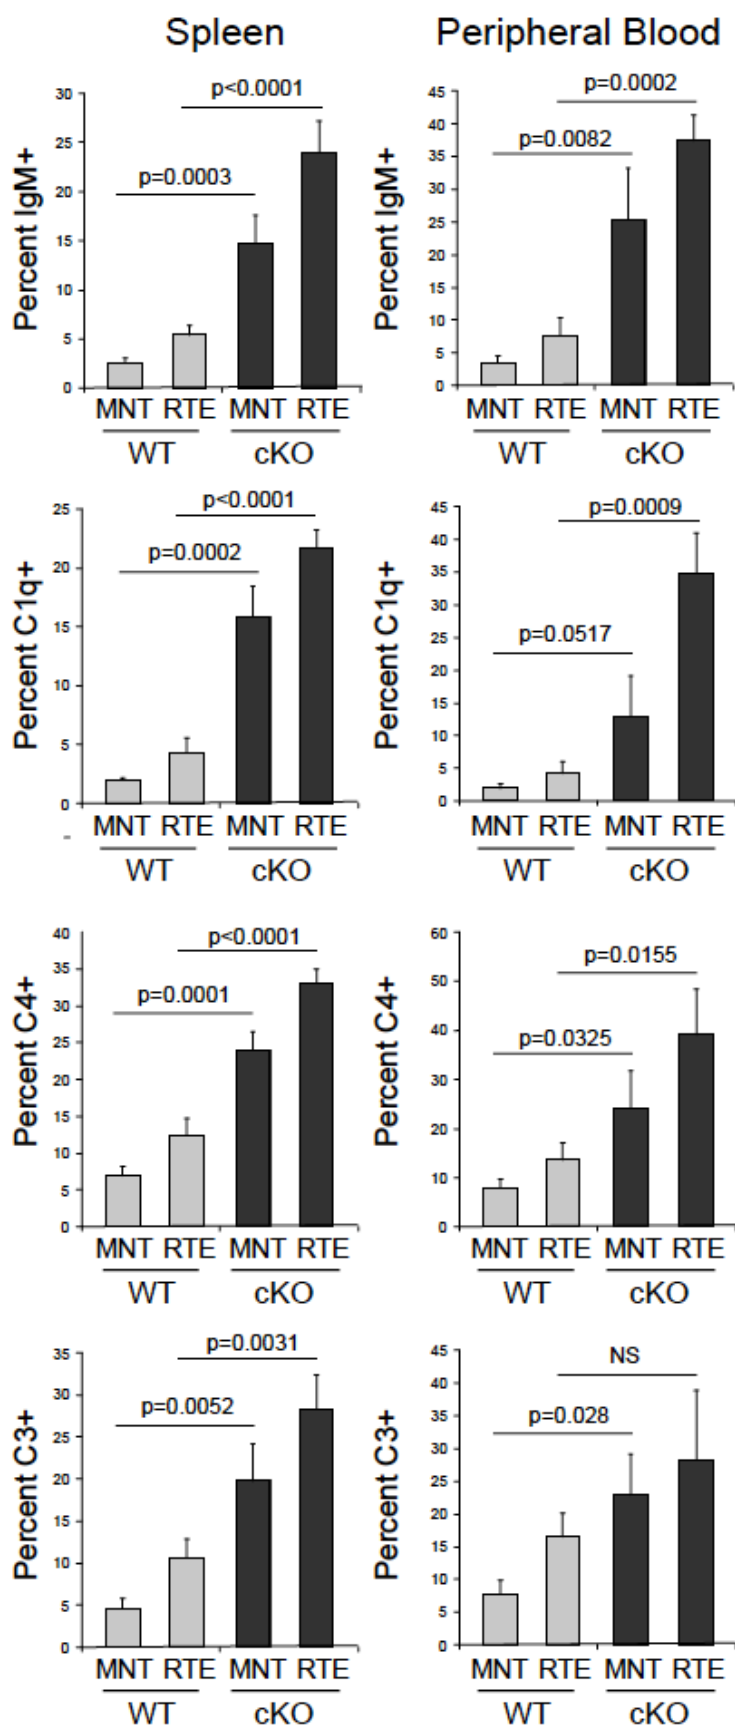 Spleen
Peripheral Blood
Percent IgM+
30
25
20
15
10
5
0
p<0.0001
p=0.0003
MNT RTE MNT RTE
WT cKO
Percent IgM+
45
40
35
30
25
20
15
10
5
0
p=0.0002
p=0.0082
MNT RTE MNT RTE
WT cKO
Percent C1q+
25
20
15
10
5
0
p<0.0001
p=0.0002
MNT RTE MNT RTE
WT cKO
Percent C1q+
45
40
35
30
25
20
15
10
5
0
p=0.0009
p=0.0517
MNT RTE MNT RTE
WT cKO
Percent C4+
40
35
30
25
20
15
10
5
0
p<0.0001
p=0.0001
MNT RTE MNT RTE
WT cKO
Percent C4+
60
50
40
30
20
10
0
p=0.0155
p=0.0325
MNT RTE MNT RTE
WT cKO
Percent C3+
35
30
25
20
15
10
5
0
p=0.0031
p=0.0052
MNT RTE MNT RTE
WT cKO
Percent C3+
45
40
35
30
25
20
15
10
5
0
NS
p=0.028
MNT RTE MNT RTE
WT cKO